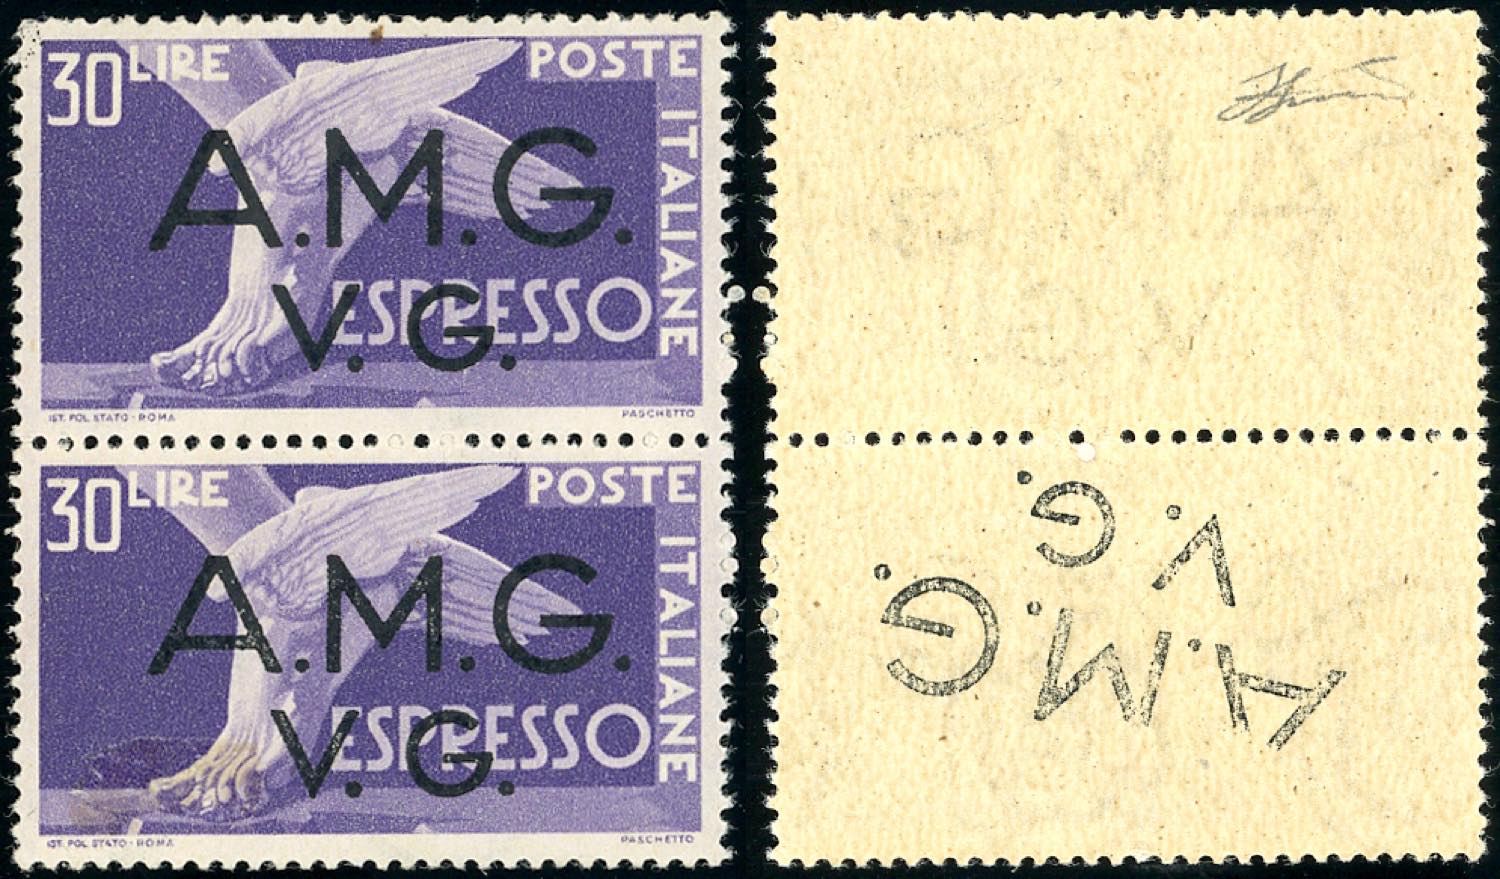 30 LIRE POSTE
ITALIANE
A.M.G.
V.G.
ESPRESSO
IST. POL. STATO - ROMA PASCHETTO
30 LIRE POSTE
ITALIANE
A.M.G.
V.G.
ESPRESSO
IST. POL. STATO - ROMA PASCHETTO
A.M.G.
V.G.
A.M.G.
V.G.